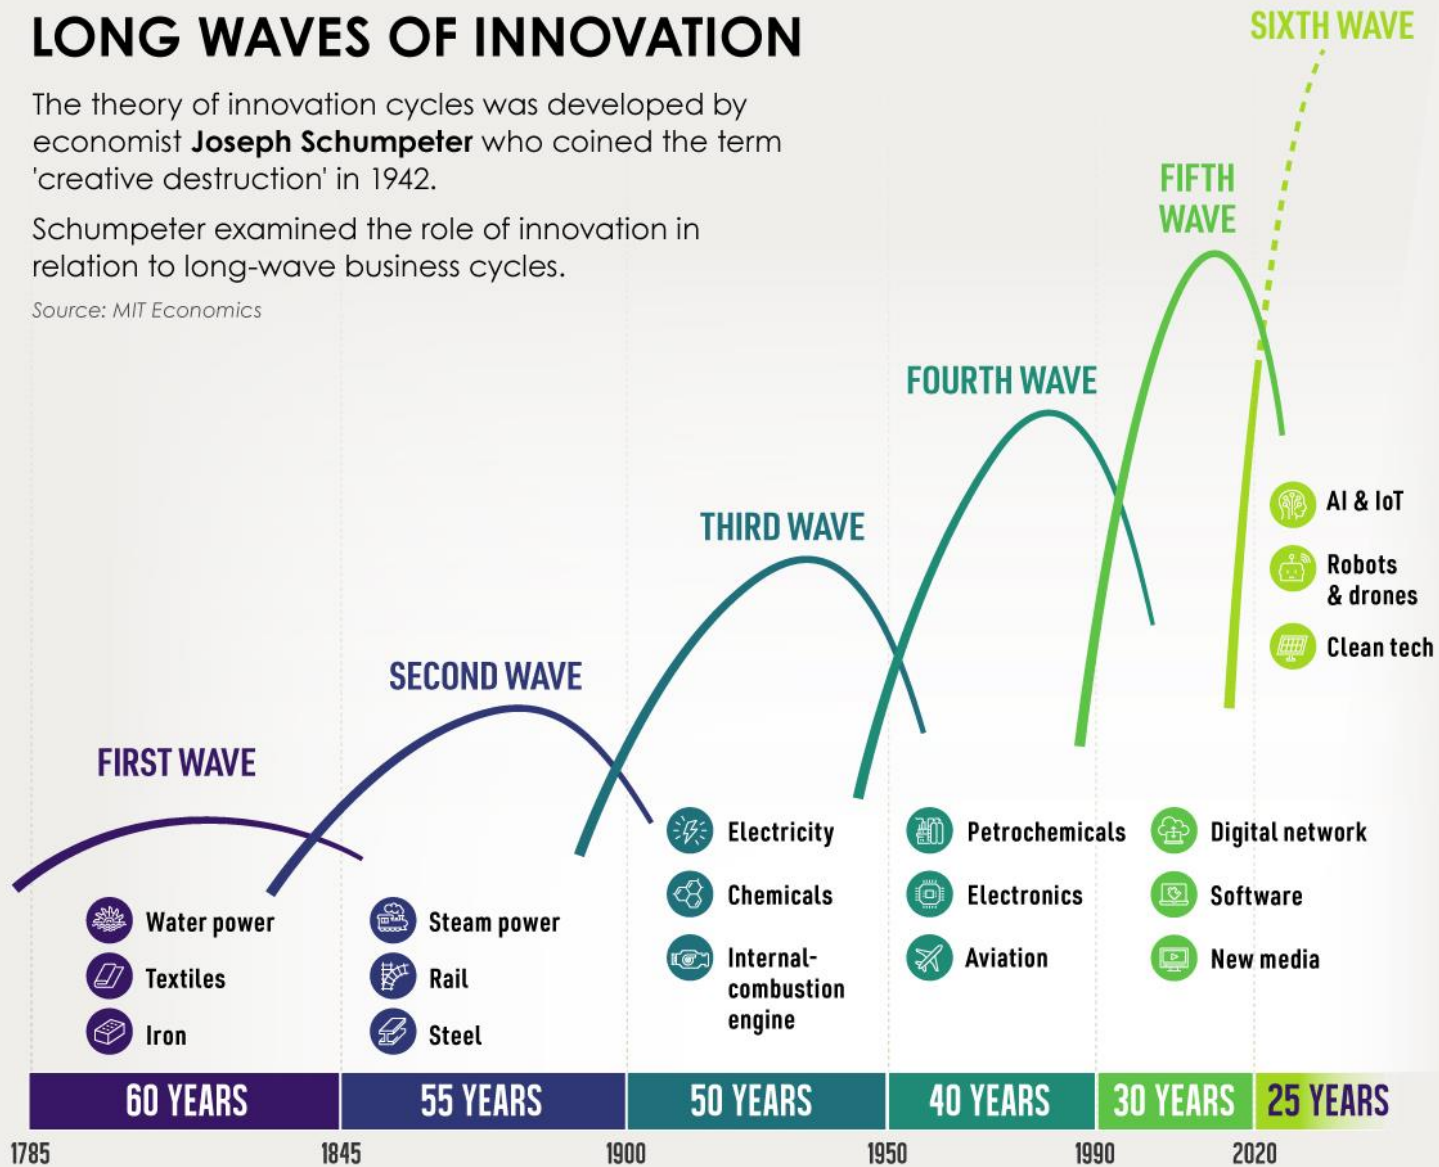 LONG WAVES OF INNOVATION
The theory of innovation cycles was developed by
economist Joseph Schumpeter who coined the term
'creative destruction' in 1942.
Schumpeter examined the role of innovation in
relation to long-wave business cycles.
Source: MIT Economics
FIRST WAVE
SECOND WAVE
THIRD WAVE
FOURTH WAVE
FIFTH
WAVE
SIXTH WAVE
Water power
Textiles
Iron
Steam power
Rail
Steel
Electricity
Chemicals
Internal-
combustion
engine
Petrochemicals
Electronics
Aviation
Digital network
Software
New media
AI & IoT
Robots
& drones
Clean tech
60 YEARS
55 YEARS
50 YEARS
40 YEARS
30 YEARS
25 YEARS
1785
1845
1900
1950
1990
2020